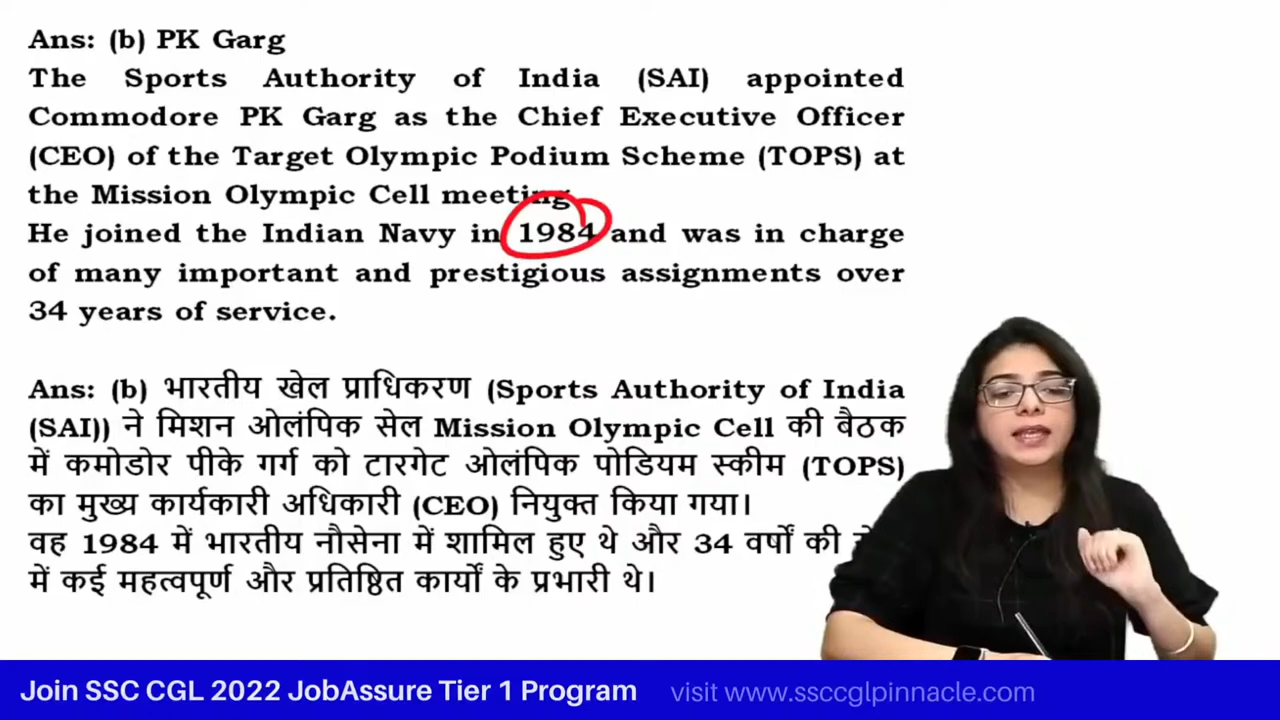 Ans: (b) PK Garg
The Sports Authority of India (SAI) appointed
Commodore PK Garg as the Chief Executive Officer
(CEO) of the Target Olympic Podium Scheme (TOPS) at
the Mission Olympic Cell meeting
He joined the Indian Navy in 1984 and was in charge
of many important and prestigious assignments over
34 years of service.
Ans: (b) भारतीय खेल प्राधिकरण (Sports Authority of India
(SAI)) ने मिशन ओलंपिक सेल Mission Olympic Cell की बैठक
में कमोडोर पीके गर्ग को टारगेट ओलंपिक पोडियम स्कीम (TOPS)
का मुख्य कार्यकारी अधिकारी (CEO) नियुक्त किया गया।
वह 1984 में भारतीय नौसेना में शामिल हुए थे और 34 वर्षों की
में कई महत्वपूर्ण और प्रतिष्ठित कार्यों के प्रभारी थे।
Join SSC CGL 2022 JobAssure Tier 1 Program visit www.ssccglpinnacle.com